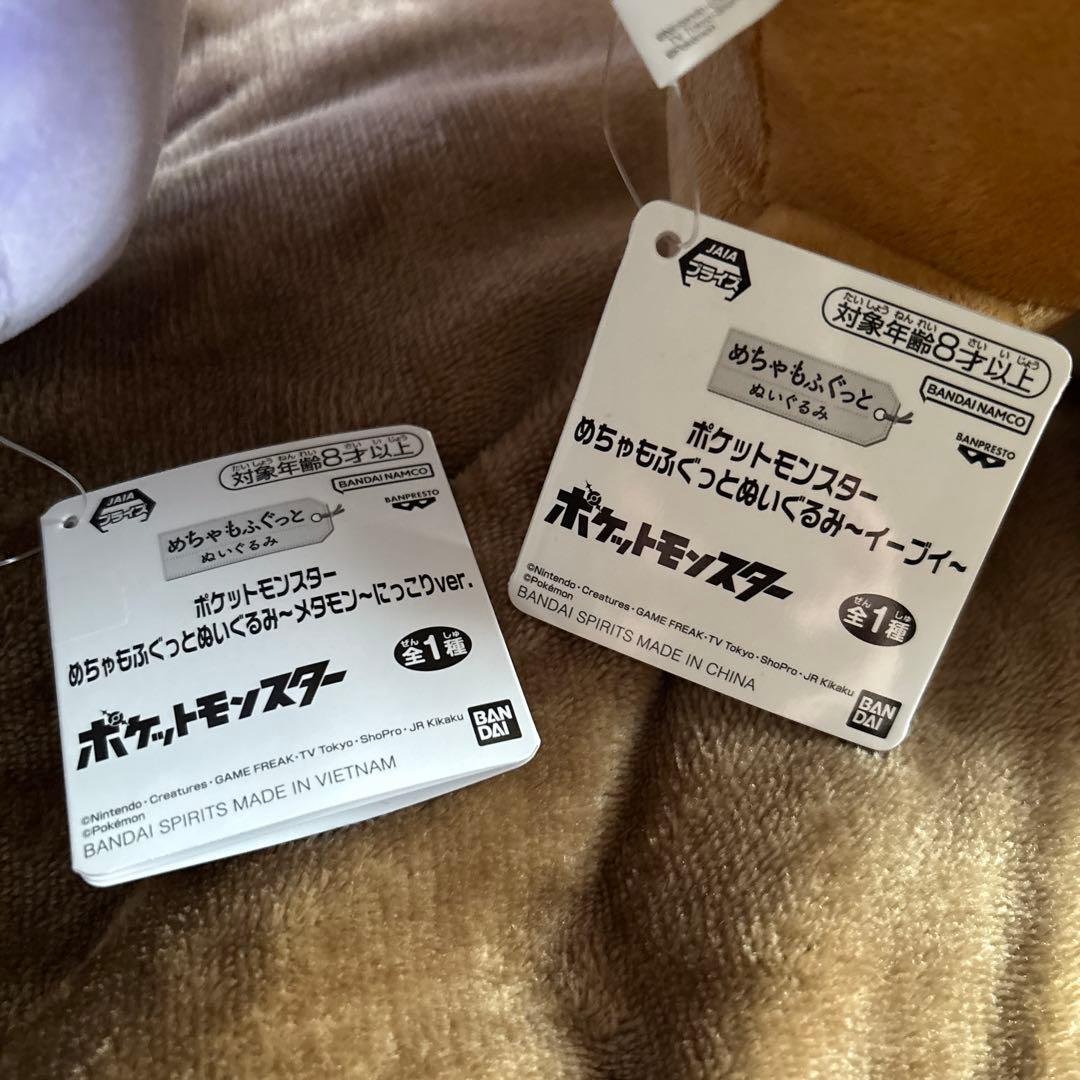 JAIA
プライズ
たいしょうねんれい さいいじょう
対象年齢8才以上
BANDAI NAMCO
BANPRESTO
めちゃもふぐっと
ぬいぐるみ
ポケットモンスター
めちゃもふぐっとぬいぐるみ~メタモン~にっこりver.
ポケットモンスター
ぜん しゅ
全1種
©Nintendo・Creatures・GAME FREAK・TV Tokyo・ShoPro・JR Kikaku
©Pokémon
BANDAI SPIRITS MADE IN VIETNAM
BAN
DAI
JAIA
プライズ
たいしょうねんれい さいいじょう
対象年齢8才以上
めちゃもふぐっと
ぬいぐるみ
BANDAI NAMCO
BANPRESTO
ポケットモンスター
めちゃもふぐっとぬいぐるみ~イーブイ~
ポケットモンスター
ぜん しゅ
全1種
©Nintendo・Creatures・GAME FREAK・TV Tokyo・ShoPro・JR Kikaku
©Pokémon
BANDAI SPIRITS MADE IN CHINA
BAN
DAI